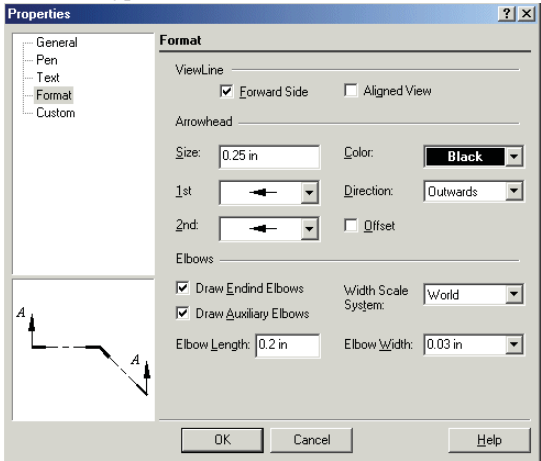 Properties
General
Pen
Text
Format
Custom
A
A
Format
ViewLine
Forward Side Aligned View
Arrowhead
Size: 0.25 in Color: Black
1st Direction: Outwards
2nd: Offset
Elbows
Draw Endind Elbows Width Scale System: World
Draw Auxiliary Elbows
Elbow Length: 0.2 in Elbow Width: 0.03 in
OK Cancel Help